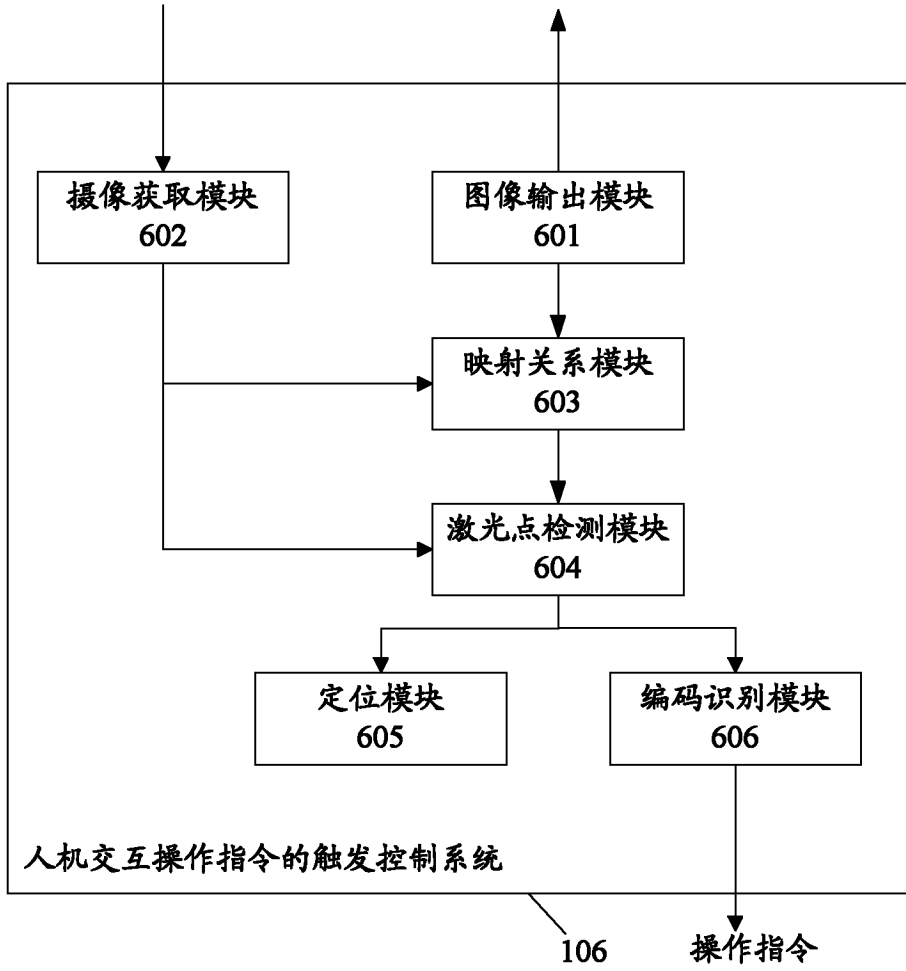 摄像获取模块
602
图像输出模块
601
映射关系模块
603
激光点检测模块
604
定位模块
605
编码识别模块
606
人机交互操作指令的触发控制系统
106
操作指令